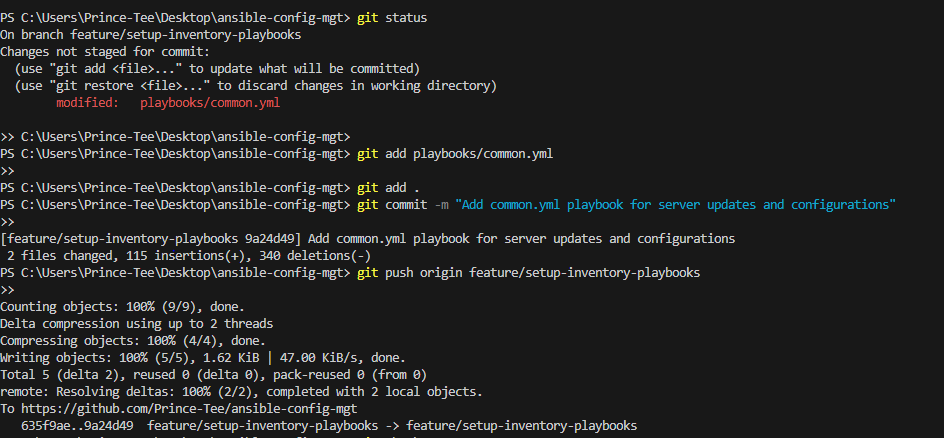 PS C:\Users\Prince-Tee\Desktop\ansible-config-mgt> git status
On branch feature/setup-inventory-playbooks
Changes not staged for commit:
  (use "git add <file>..." to update what will be committed)
  (use "git restore <file>..." to discard changes in working directory)
        modified:   playbooks/common.yml

>> C:\Users\Prince-Tee\Desktop\ansible-config-mgt>
PS C:\Users\Prince-Tee\Desktop\ansible-config-mgt> git add playbooks/common.yml
>>
PS C:\Users\Prince-Tee\Desktop\ansible-config-mgt> git add .
PS C:\Users\Prince-Tee\Desktop\ansible-config-mgt> git commit -m "Add common.yml playbook for server updates and configurations"
>>
[feature/setup-inventory-playbooks 9a24d49] Add common.yml playbook for server updates and configurations
 2 files changed, 115 insertions(+), 340 deletions(-)
PS C:\Users\Prince-Tee\Desktop\ansible-config-mgt> git push origin feature/setup-inventory-playbooks
>>
Counting objects: 100% (9/9), done.
Delta compression using up to 2 threads
Compressing objects: 100% (4/4), done.
Writing objects: 100% (5/5), 1.62 KiB | 47.00 KiB/s, done.
Total 5 (delta 2), reused 0 (delta 0), pack-reused 0 (from 0)
remote: Resolving deltas: 100% (2/2), completed with 2 local objects.
To https://github.com/Prince-Tee/ansible-config-mgt
   635f9ae..9a24d49  feature/setup-inventory-playbooks -> feature/setup-inventory-playbooks